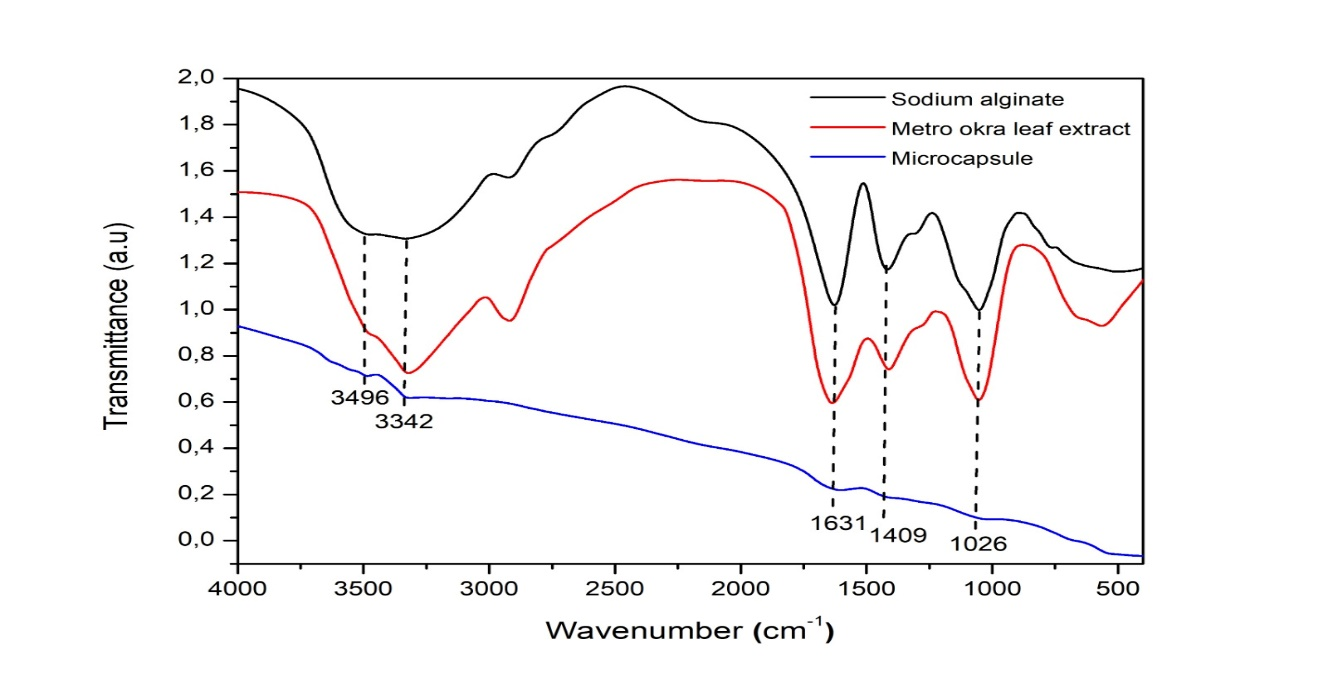 2,0
1,8
1,6
1,4
1,2
1,0
0,8
0,6
0,4
0,2
0,0
Transmittance (a.u)
Sodium alginate
Metro okra leaf extract
Microcapsule
3496
3342
1631
1409
1026
4000 3500 3000 2500 2000 1500 1000 500
Wavenumber (cm-1)